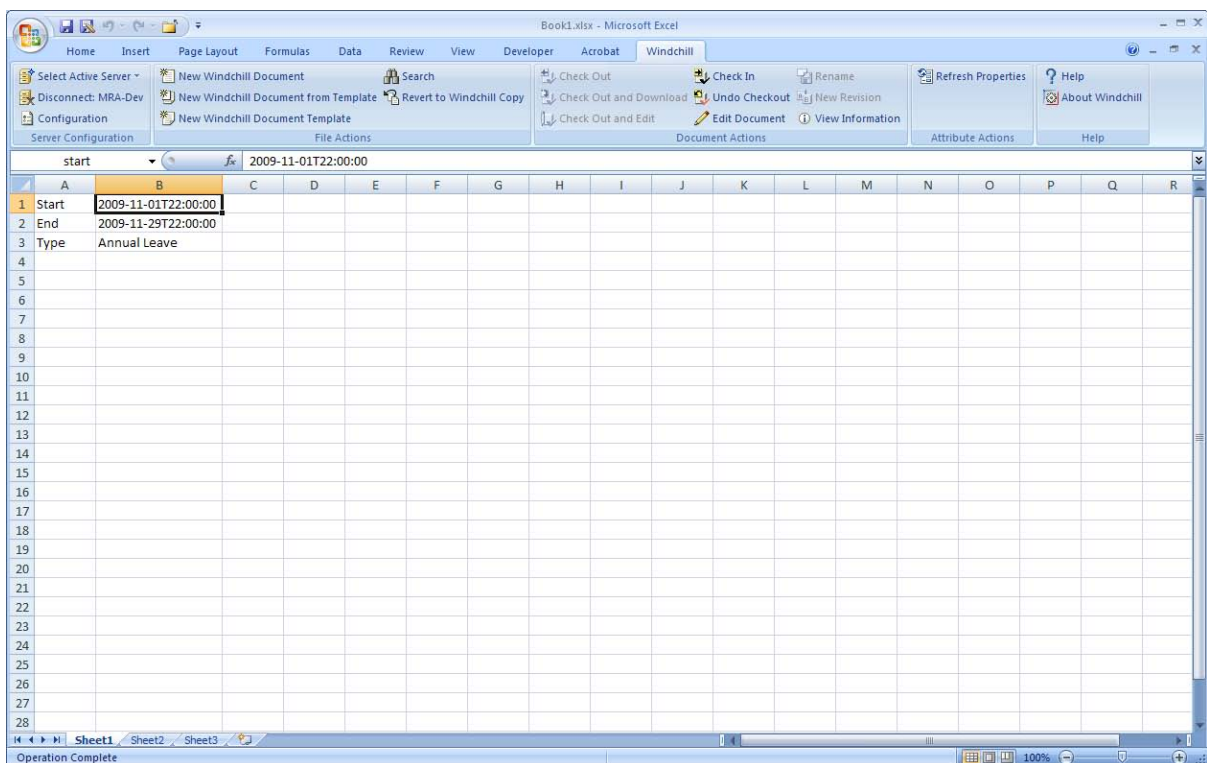 Book1.xlsx - Microsoft Excel
Home Insert Page Layout Formulas Data Review View Developer Acrobat Windchill
Select Active Server New Windchill Document Search Check Out Check In Rename Refresh Properties Help
Disconnect: MRA-Dev New Windchill Document from Template Revert to Windchill Copy Check Out and Download Undo Checkout New Revision About Windchill
Configuration New Windchill Document Template Check Out and Edit Edit Document View Information
Server Configuration File Actions Document Actions Attribute Actions Help
start fx 2009-11-01T22:00:00
A B C D E F G H I J K L M N O P Q R
1 Start 2009-11-01T22:00:00
2 End 2009-11-29T22:00:00
3 Type Annual Leave
4
5
6
7
8
9
10
11
12
13
14
15
16
17
18
19
20
21
22
23
24
25
26
27
28
Sheet1 Sheet2 Sheet3
Operation Complete 100%